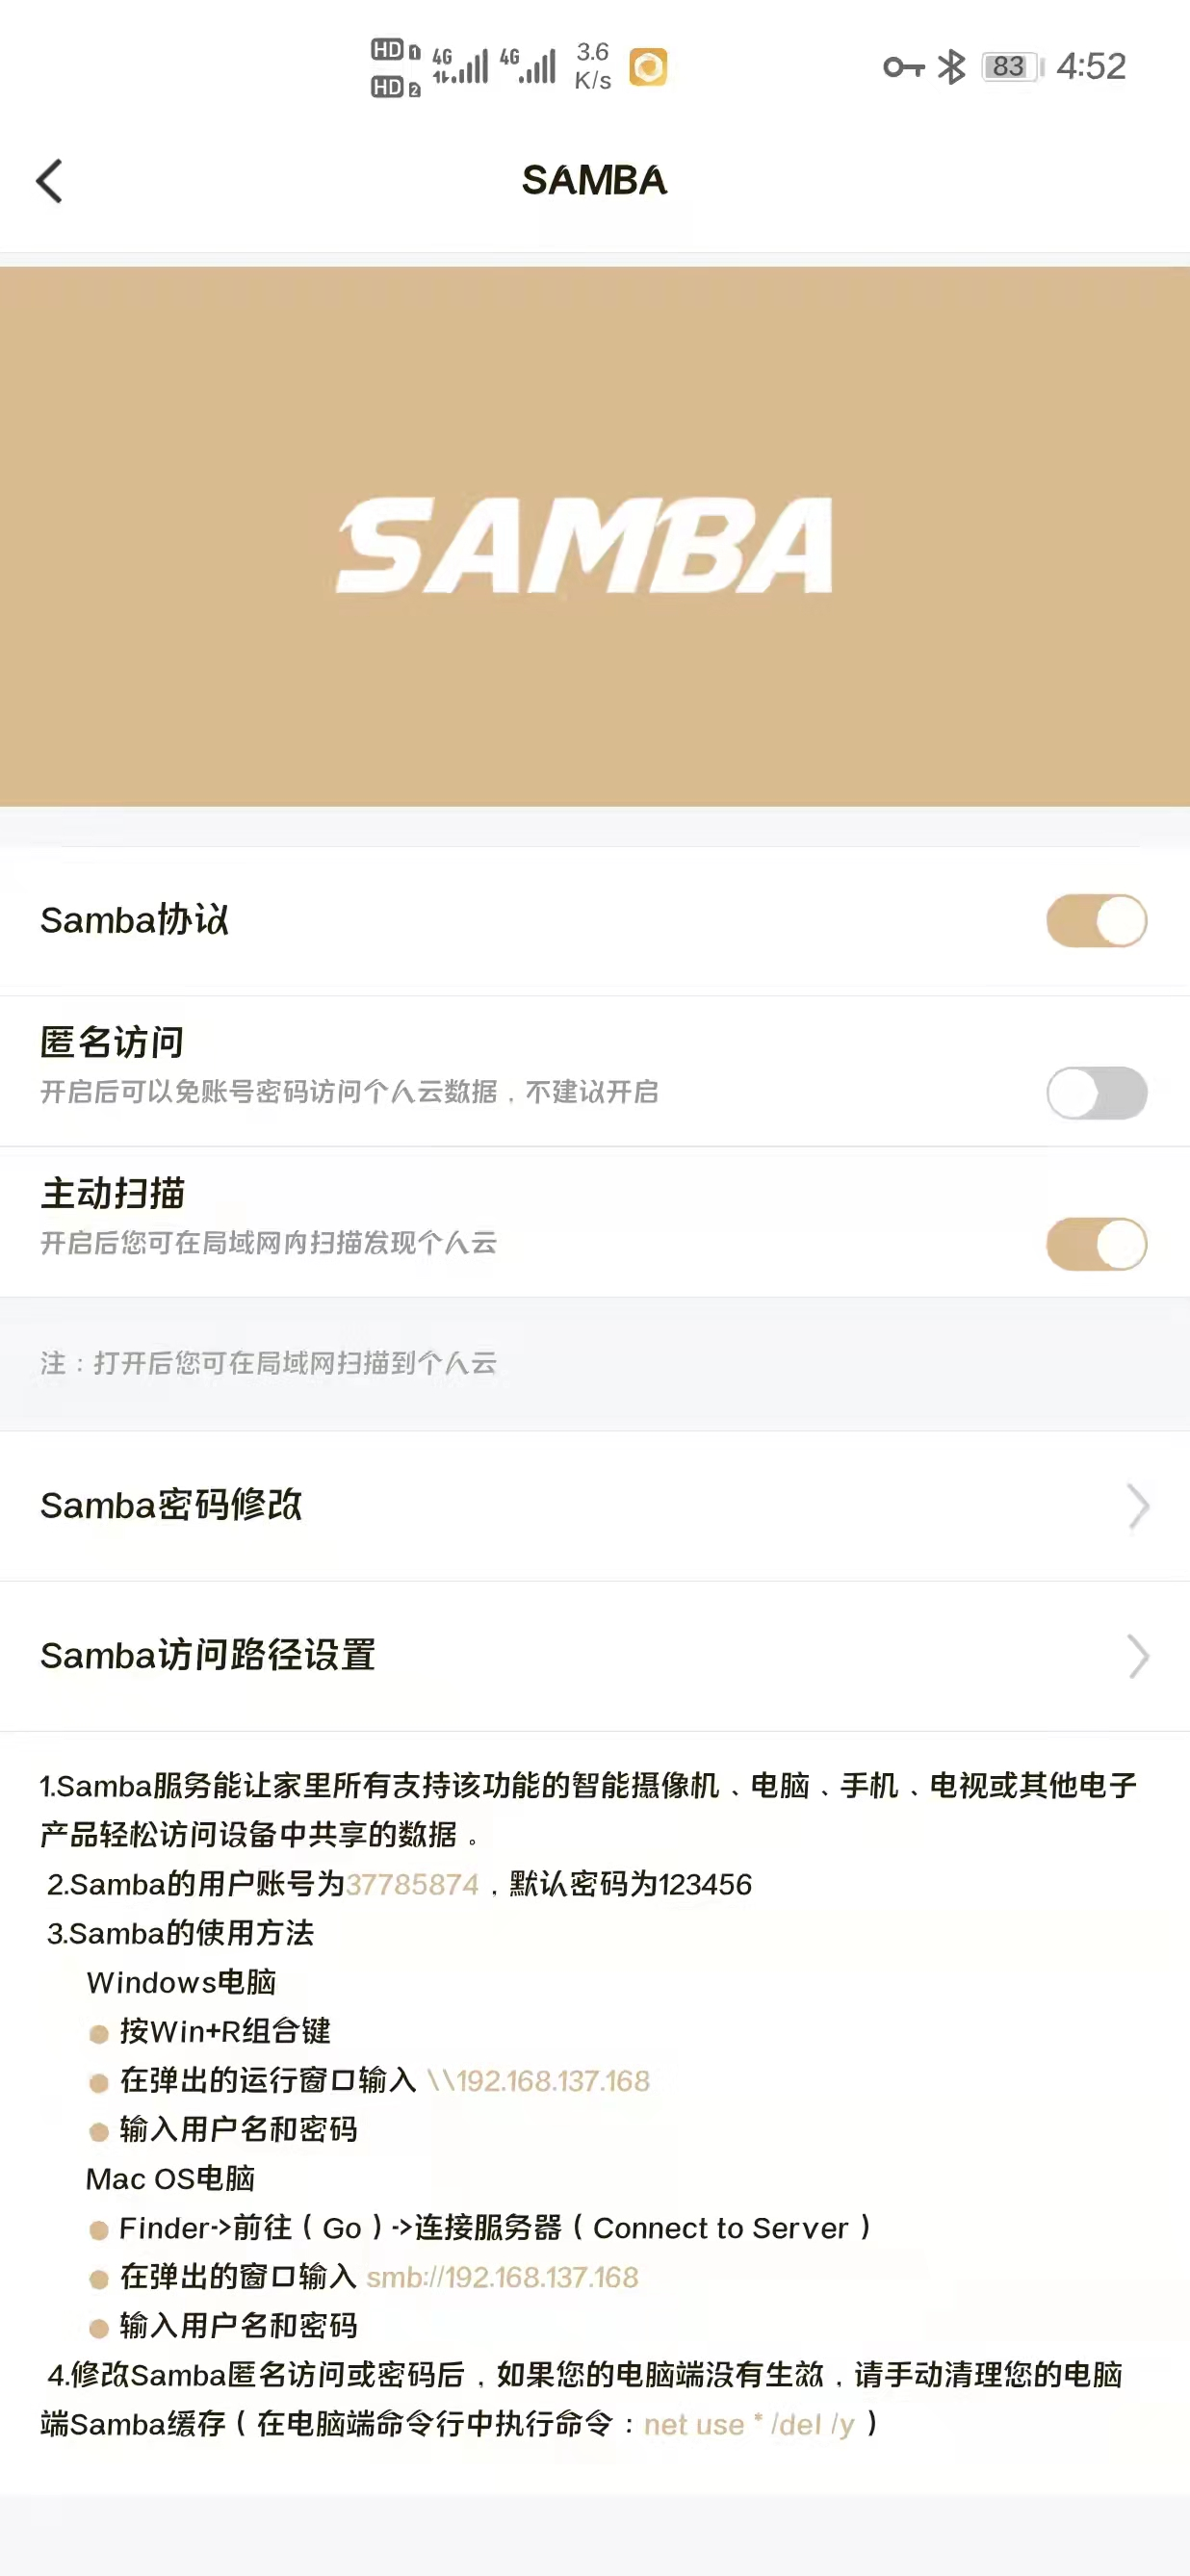 HD 1 4G 4G 3.6 83 4:52
HD 2 K/s
SAMBA
SAMBA
Samba协议
匿名访问
开启后可以免账号密码访问个人云数据，不建议开启
主动扫描
开启后您可在局域网内扫描发现个人云
注：打开后您可在局域网扫描到个人云
Samba密码修改
Samba访问路径设置
1.Samba服务能让家里所有支持该功能的智能摄像机、电脑、手机、电视或其他电子
产品轻松访问设备中共享的数据。
2.Samba的用户账号为37785874，默认密码为123456
3.Samba的使用方法
Windows电脑
按Win+R组合键
在弹出的运行窗口输入 \\192.168.137.168
输入用户名和密码
Mac OS电脑
Finder->前往（Go）->连接服务器（Connect to Server）
在弹出的窗口输入 smb://192.168.137.168
输入用户名和密码
4.修改Samba匿名访问或密码后，如果您的电脑端没有生效，请手动清理您的电脑
端Samba缓存（在电脑端命令行中执行命令：net use * /del /y）